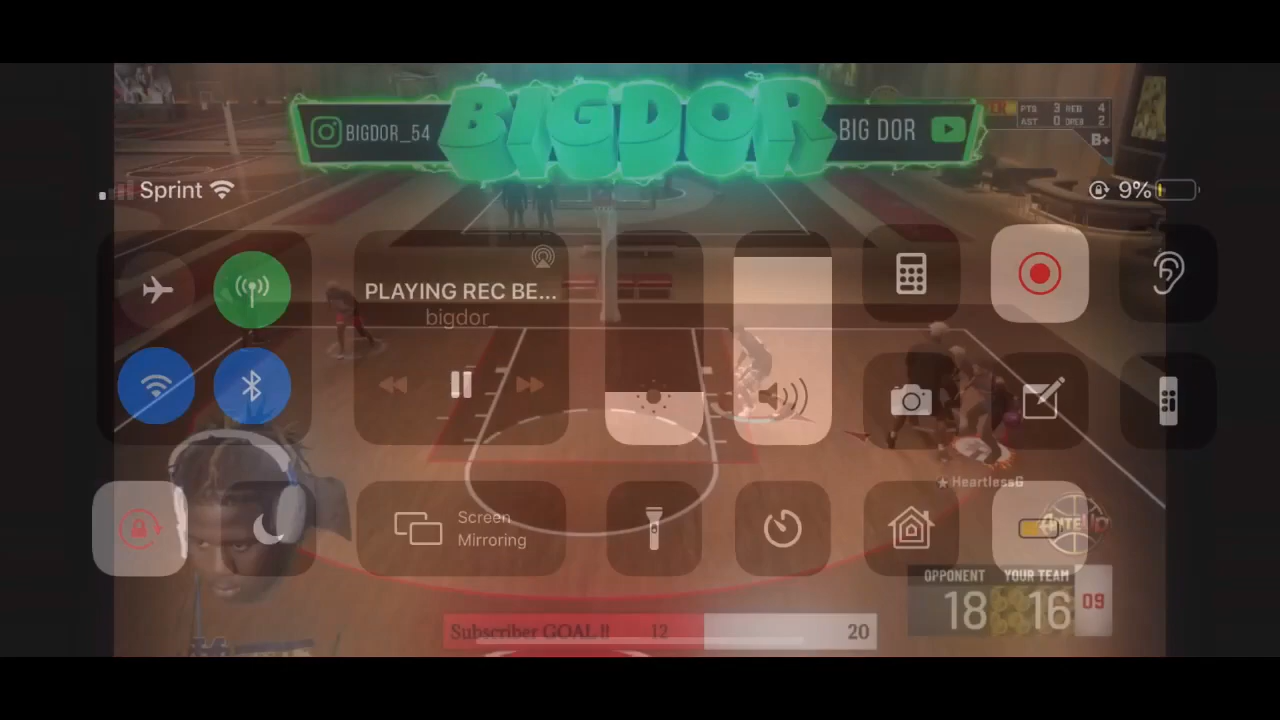 BIGDOR
BIGDOR_54
BIG DOR
PTS 3 REB 4
AST 0 OREB 2
B+
Sprint
9%
PLAYING REC BE...
bigdor
HeartlessG
Screen
Mirroring
OPPONENT YOUR TEAM
18 16 09
Subscriber GOAL !! 12 20